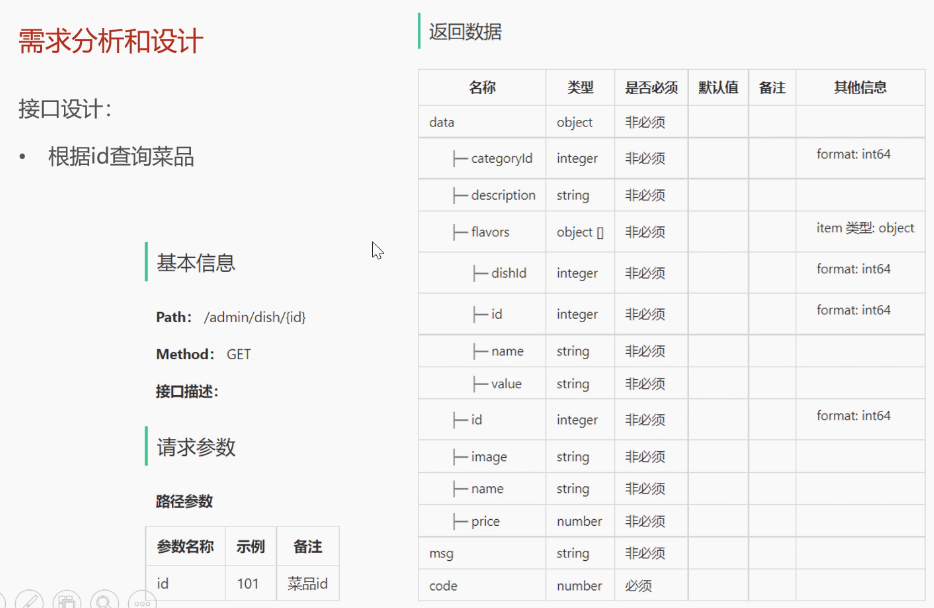 需求分析和设计
接口设计：
• 根据id查询菜品
基本信息
Path： /admin/dish/{id}
Method： GET
接口描述：
请求参数
路径参数
参数名称 示例 备注
id 101 菜品id
返回数据
名称 类型 是否必须 默认值 备注 其他信息
data object 非必须
├─ categoryId integer 非必须 format: int64
├─ description string 非必须
├─ flavors object [] 非必须 item 类型: object
├─ dishId integer 非必须 format: int64
├─ id integer 非必须 format: int64
├─ name string 非必须
├─ value string 非必须
├─ id integer 非必须 format: int64
├─ image string 非必须
├─ name string 非必须
├─ price number 非必须
msg string 非必须
code number 必须